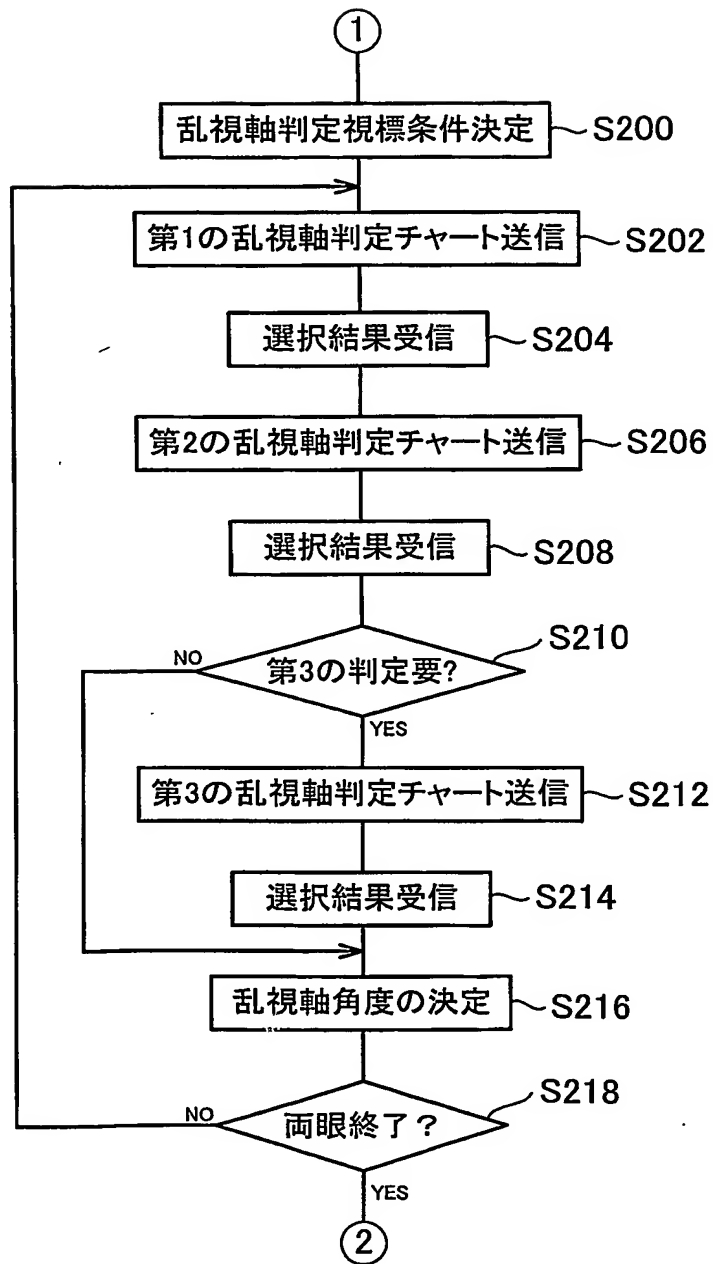 1
乱視軸判定視標条件決定 S200
第1の乱視軸判定チャート送信 S202
選択結果受信 S204
第2の乱視軸判定チャート送信 S206
選択結果受信 S208
S210
NO 第3の判定要?
YES
第3の乱視軸判定チャート送信 S212
選択結果受信 S214
乱視軸角度の決定 S216
S218
NO 両眼終了?
YES
2